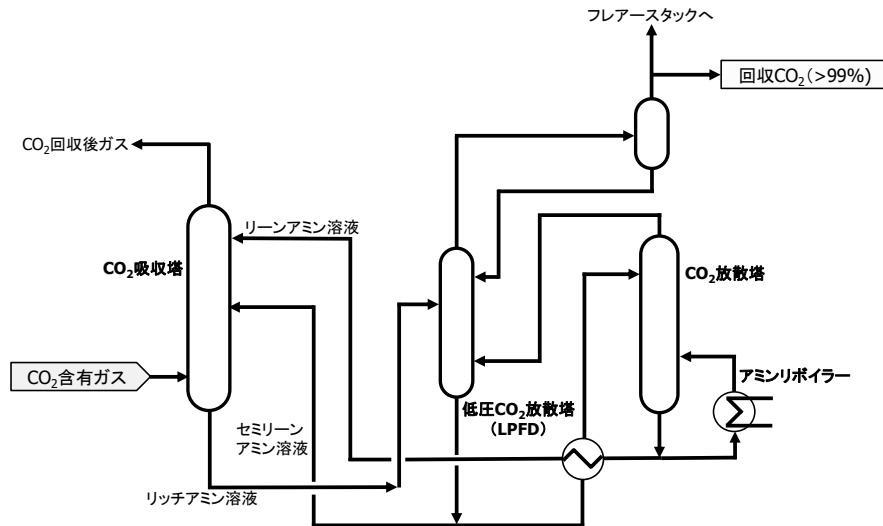 フレアースタックへ
回収CO₂(>99%)
CO₂回収後ガス
リーンアミン溶液
CO₂吸収塔
CO₂放散塔
CO₂含有ガス
アミンリボイラー
低圧CO₂放散塔
(LPFD)
セミリーン
アミン溶液
リッチアミン溶液